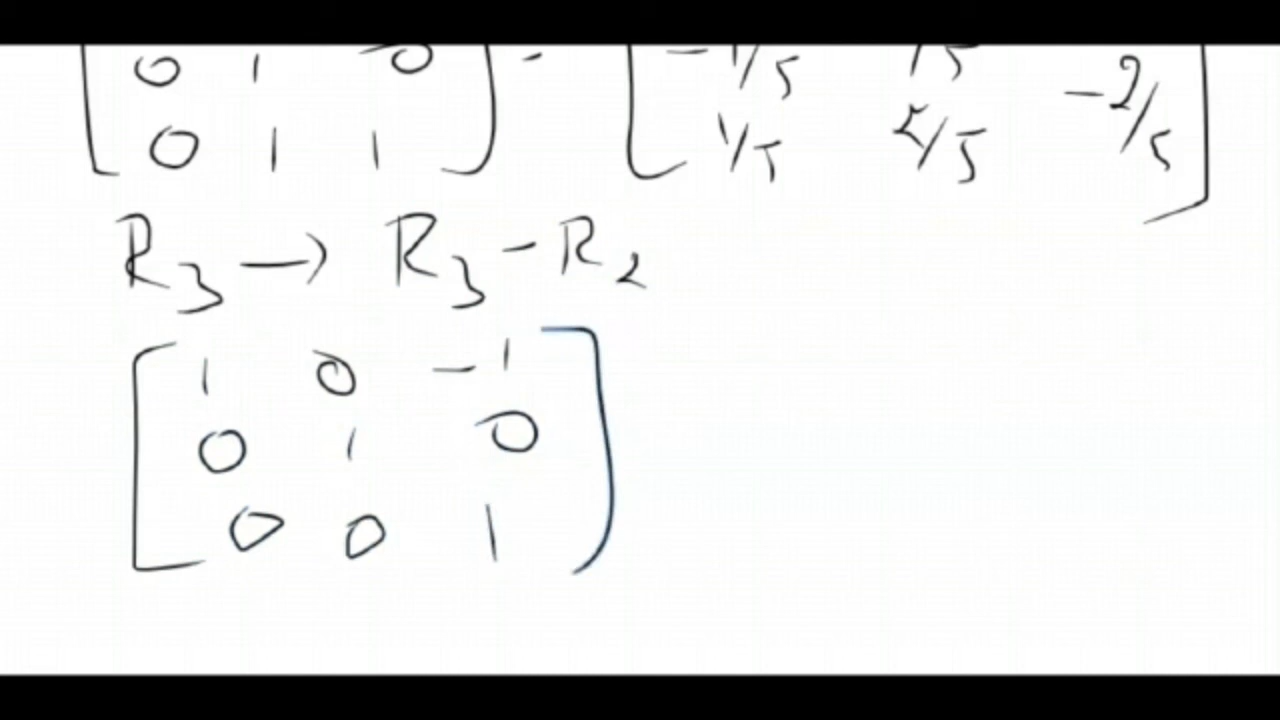 0 1 0 = -1/5 1/5
0 1 1 1/5 2/5 -2/5
R3 → R3 - R2
1 0 -1
0 1 0
0 0 1